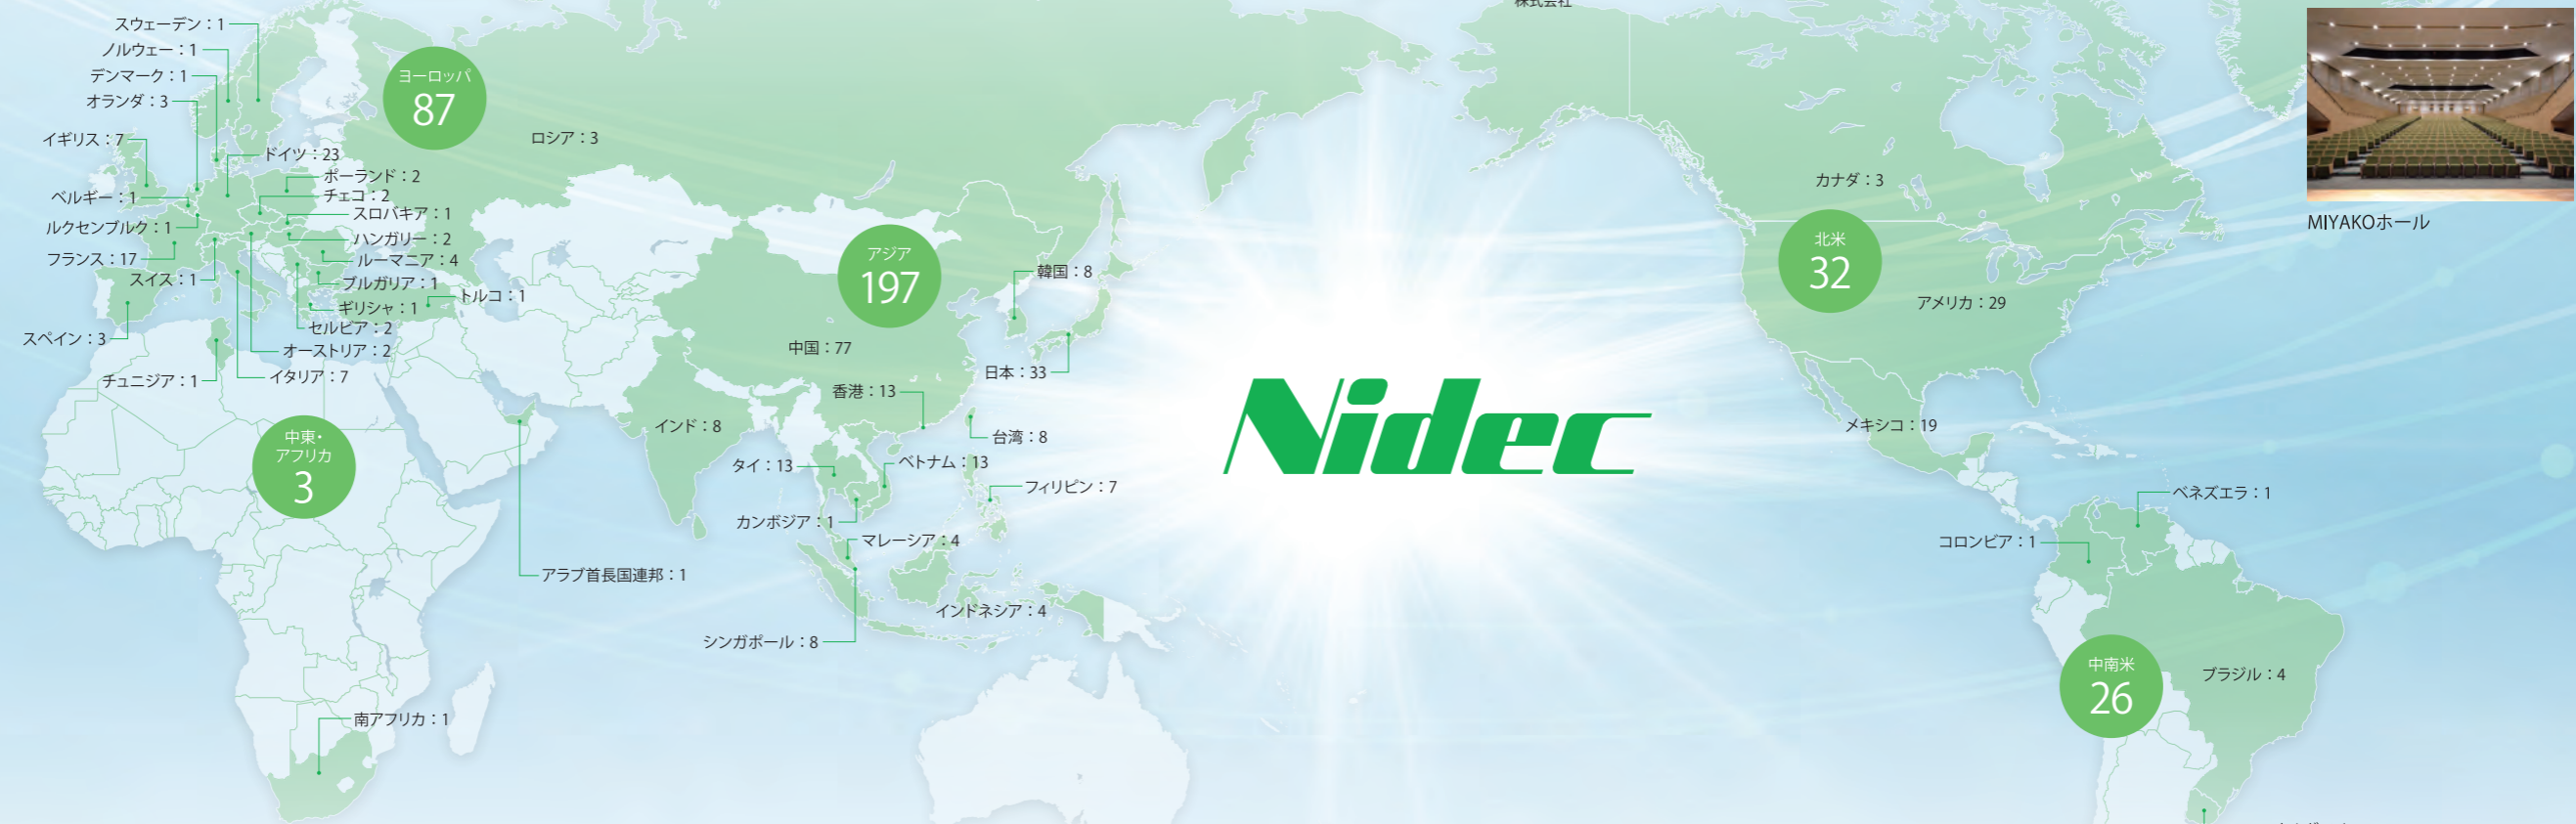 株式会社
スウェーデン：1
ノルウェー：1
デンマーク：1
オランダ：3
イギリス：7
ベルギー：1
ルクセンブルク：1
フランス：17
スイス：1
スペイン：3
チュニジア：1
ヨーロッパ
87
ロシア：3
ドイツ：23
ポーランド：2
チェコ：2
スロバキア：1
ハンガリー：2
ルーマニア：4
ブルガリア：1
トルコ：1
ギリシャ：1
セルビア：2
オーストリア：2
イタリア：7
中東・
アフリカ
3
アラブ首長国連邦：1
南アフリカ：1
アジア
197
韓国：8
中国：77
日本：33
香港：13
インド：8
台湾：8
タイ：13
ベトナム：13
フィリピン：7
カンボジア：1
マレーシア：4
インドネシア：4
シンガポール：8
Nidec
カナダ：3
北米
32
アメリカ：29
メキシコ：19
ベネズエラ：1
コロンビア：1
中南米
26
ブラジル：4
MIYAKOホール